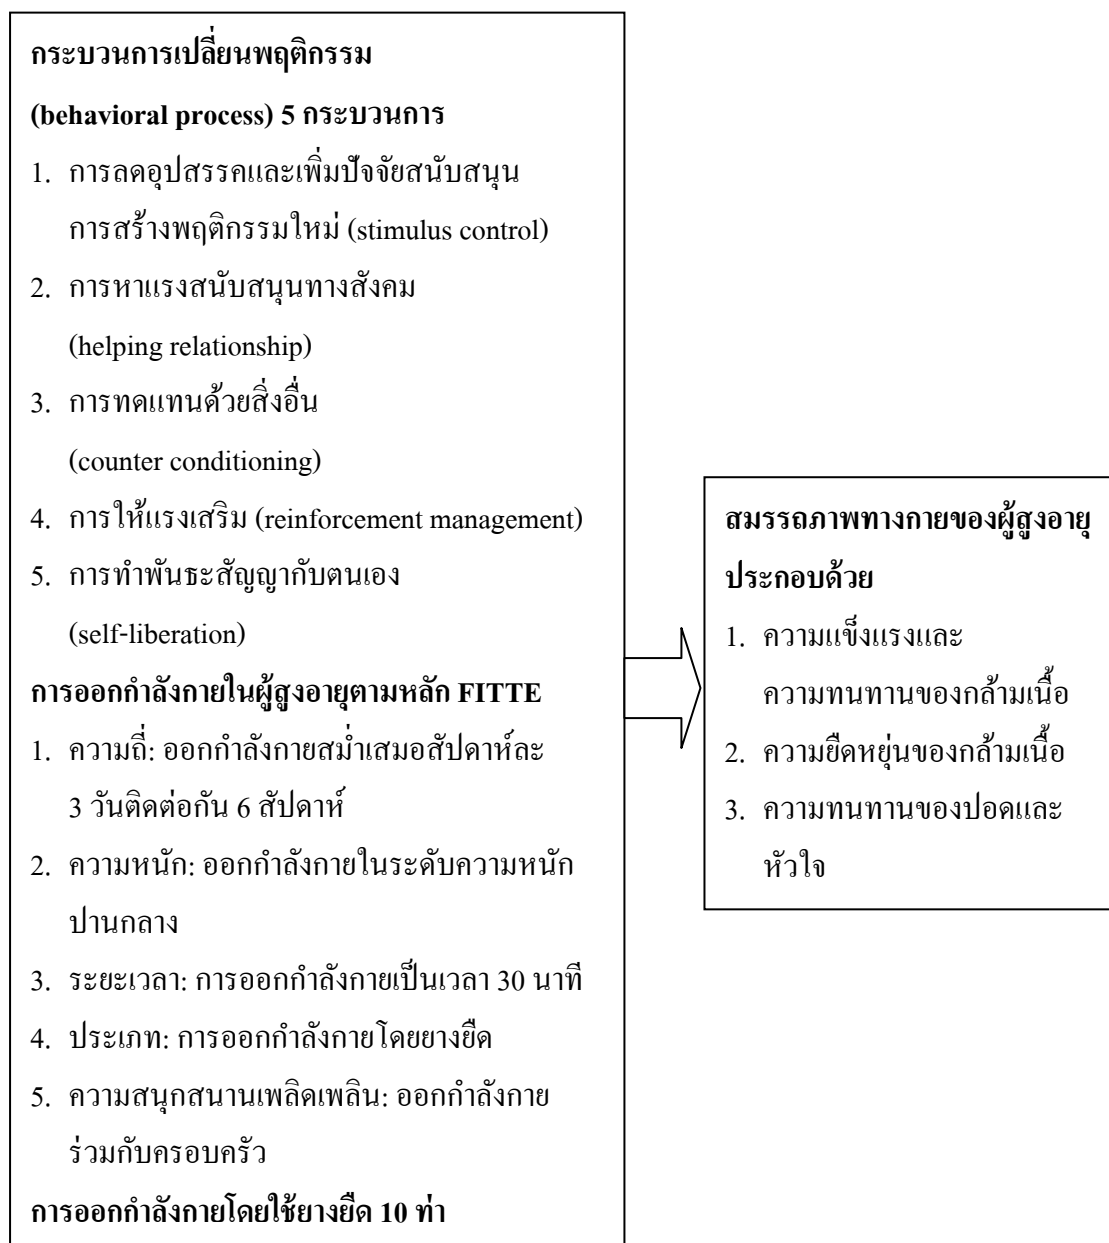 กระบวนการเปลี่ยนพฤติกรรม
(behavioral process) 5 กระบวนการ
1. การลดอุปสรรคและเพิ่มปัจจัยสนับสนุน
การสร้างพฤติกรรมใหม่ (stimulus control)
2. การหาแรงสนับสนุนทางสังคม
(helping relationship)
3. การทดแทนด้วยสิ่งอื่น
(counter conditioning)
4. การให้แรงเสริม (reinforcement management)
5. การทำพันธะสัญญากับตนเอง
(self-liberation)
การออกกำลังกายในผู้สูงอายุตามหลัก FITTE
1. ความถี่: ออกกำลังกายสม่ำเสมอสัปดาห์ละ
3 วันติดต่อกัน 6 สัปดาห์
2. ความหนัก: ออกกำลังกายในระดับความหนัก
ปานกลาง
3. ระยะเวลา: การออกกำลังกายเป็นเวลา 30 นาที
4. ประเภท: การออกกำลังกายโดยยางยืด
5. ความสนุกสนานเพลิดเพลิน: ออกกำลังกาย
ร่วมกับครอบครัว
การออกกำลังกายโดยใช้ยางยืด 10 ท่า
สมรรถภาพทางกายของผู้สูงอายุ
ประกอบด้วย
1. ความแข็งแรงและ
ความทนทานของกล้ามเนื้อ
2. ความยืดหยุ่นของกล้ามเนื้อ
3. ความทนทานของปอดและ
หัวใจ